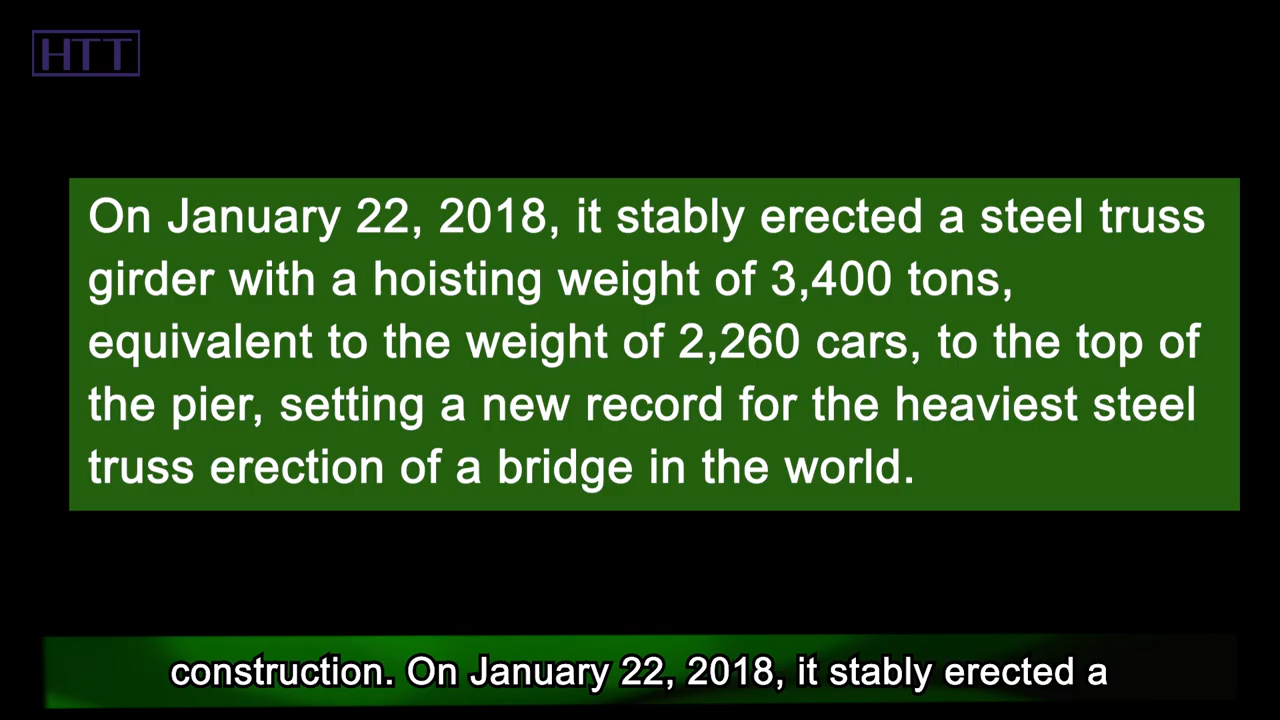 HTT
On January 22, 2018, it stably erected a steel truss
girder with a hoisting weight of 3,400 tons,
equivalent to the weight of 2,260 cars, to the top of
the pier, setting a new record for the heaviest steel
truss erection of a bridge in the world.
construction. On January 22, 2018, it stably erected a